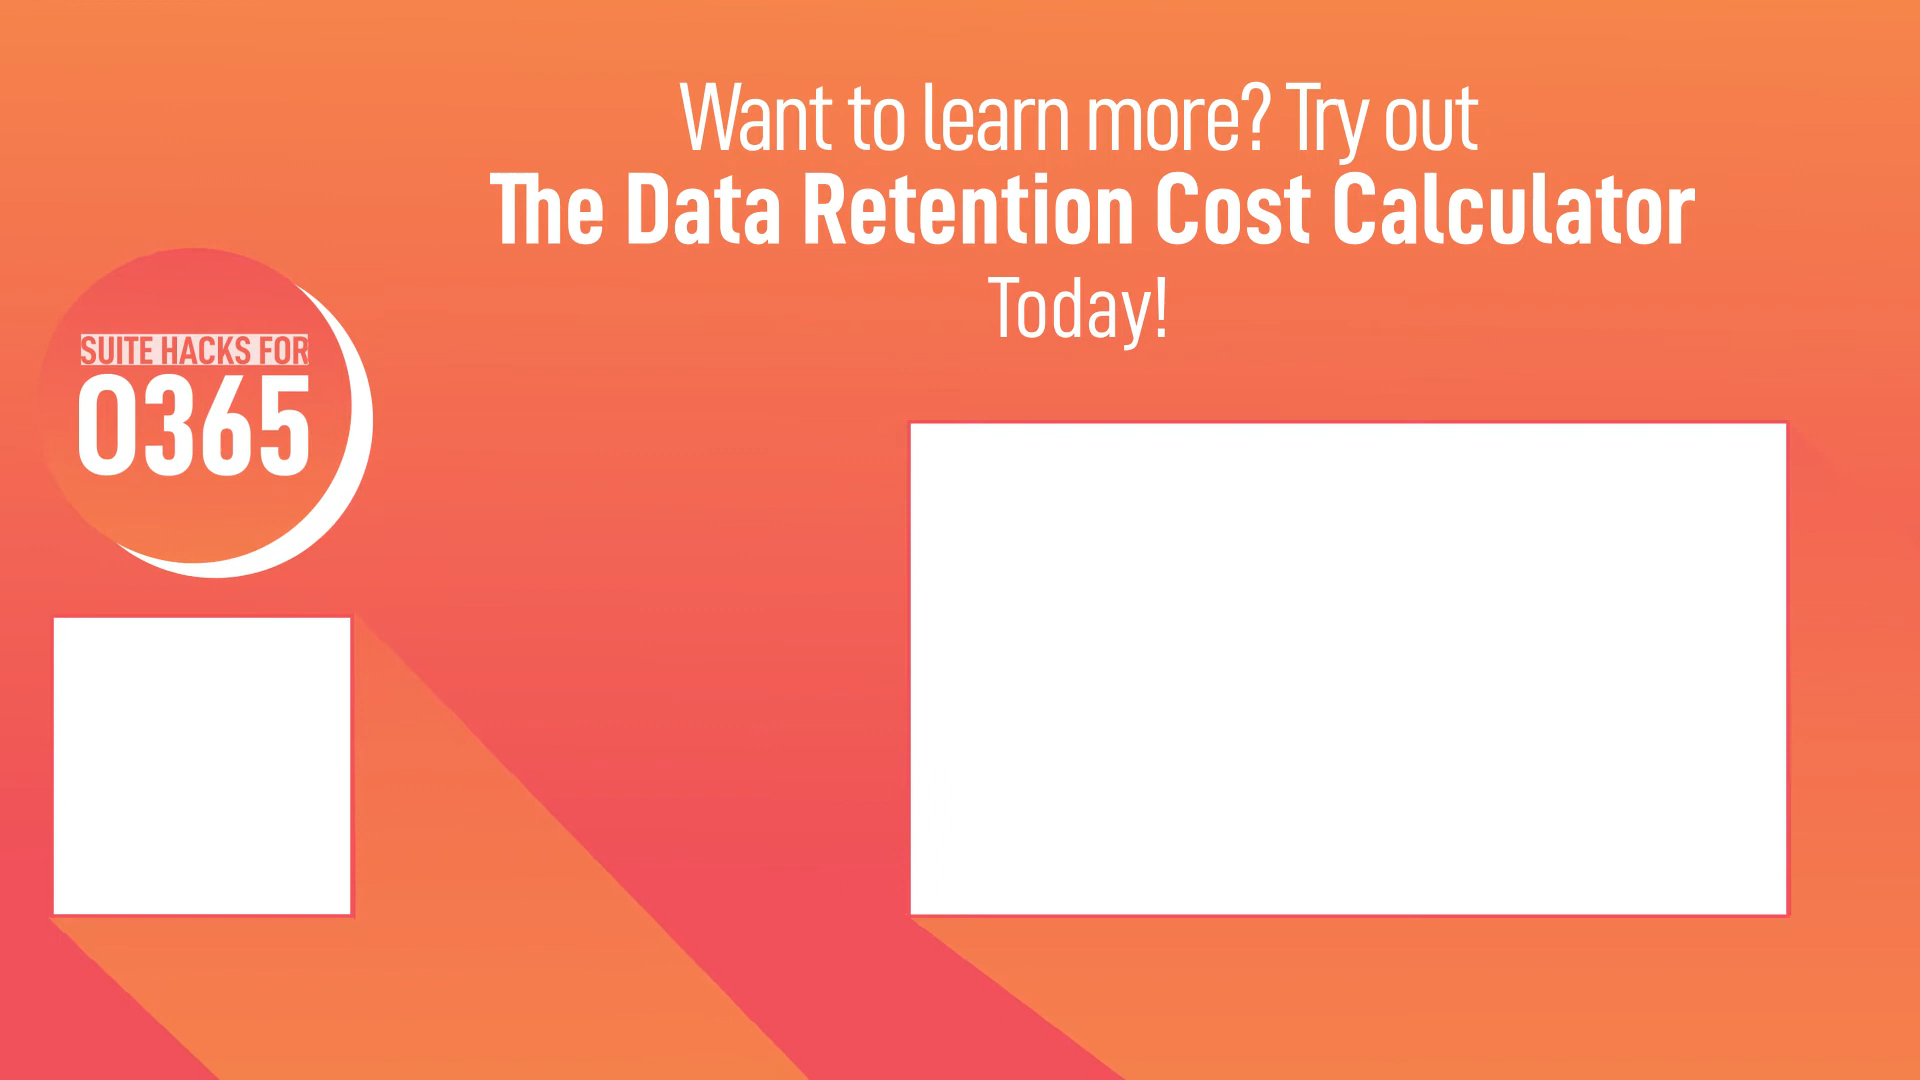 Want to learn more? Try out
The Data Retention Cost Calculator
Today!
SUITE HACKS FOR
O365